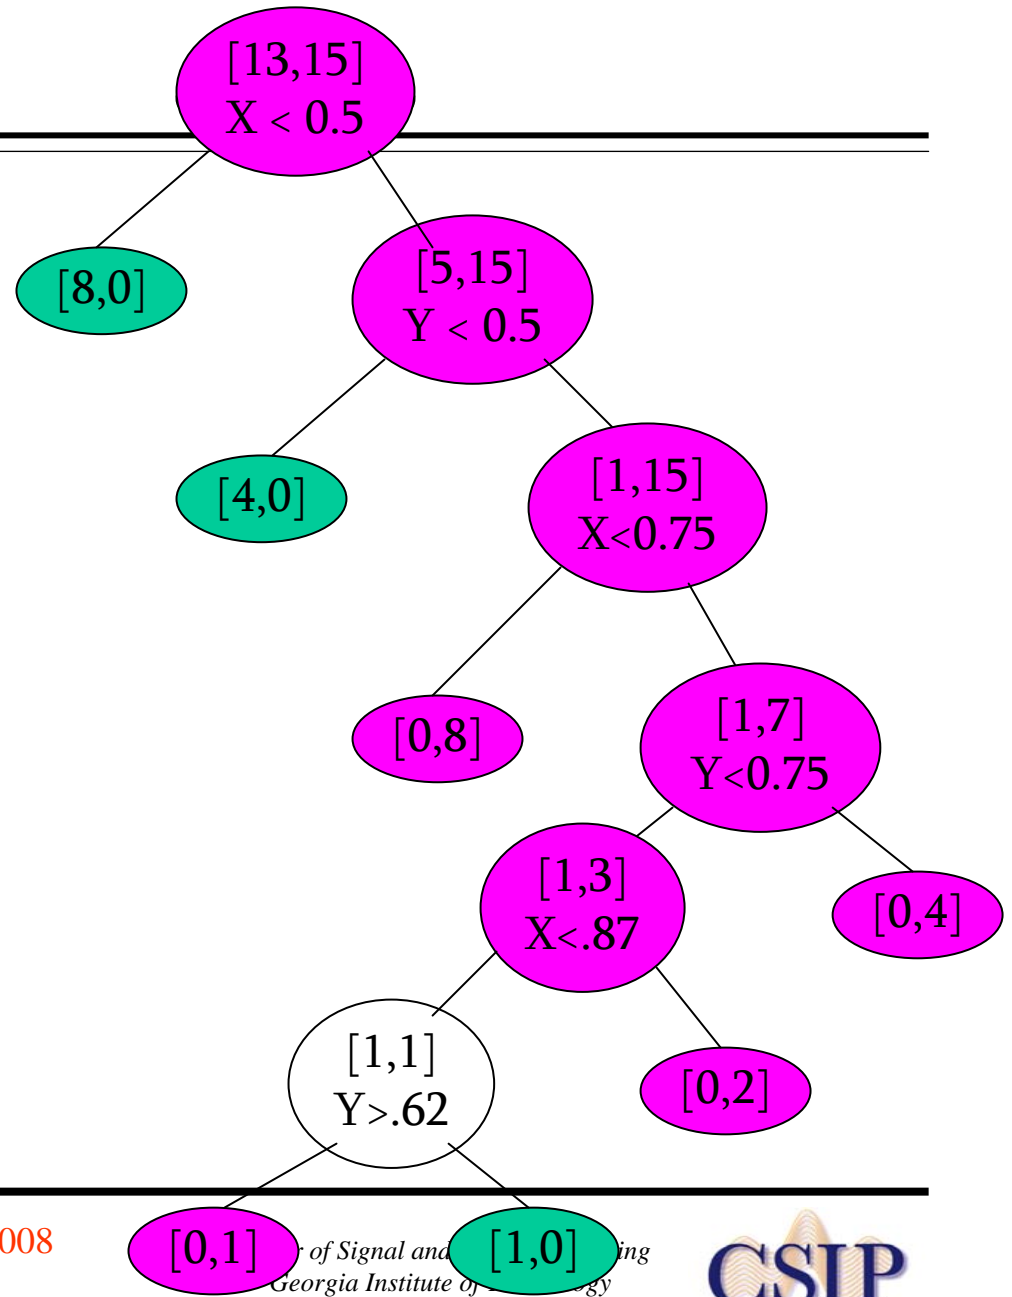 [13,15]
X < 0.5
[8,0]
[5,15]
Y < 0.5
[4,0]
[1,15]
X<0.75
[0,8]
[1,7]
Y<0.75
[1,3]
X<.87
[0,4]
[1,1]
Y>.62
[0,2]
008
[0,1]
of Signal and
[1,0]
ing
Georgia Institute of
gy
CSIP